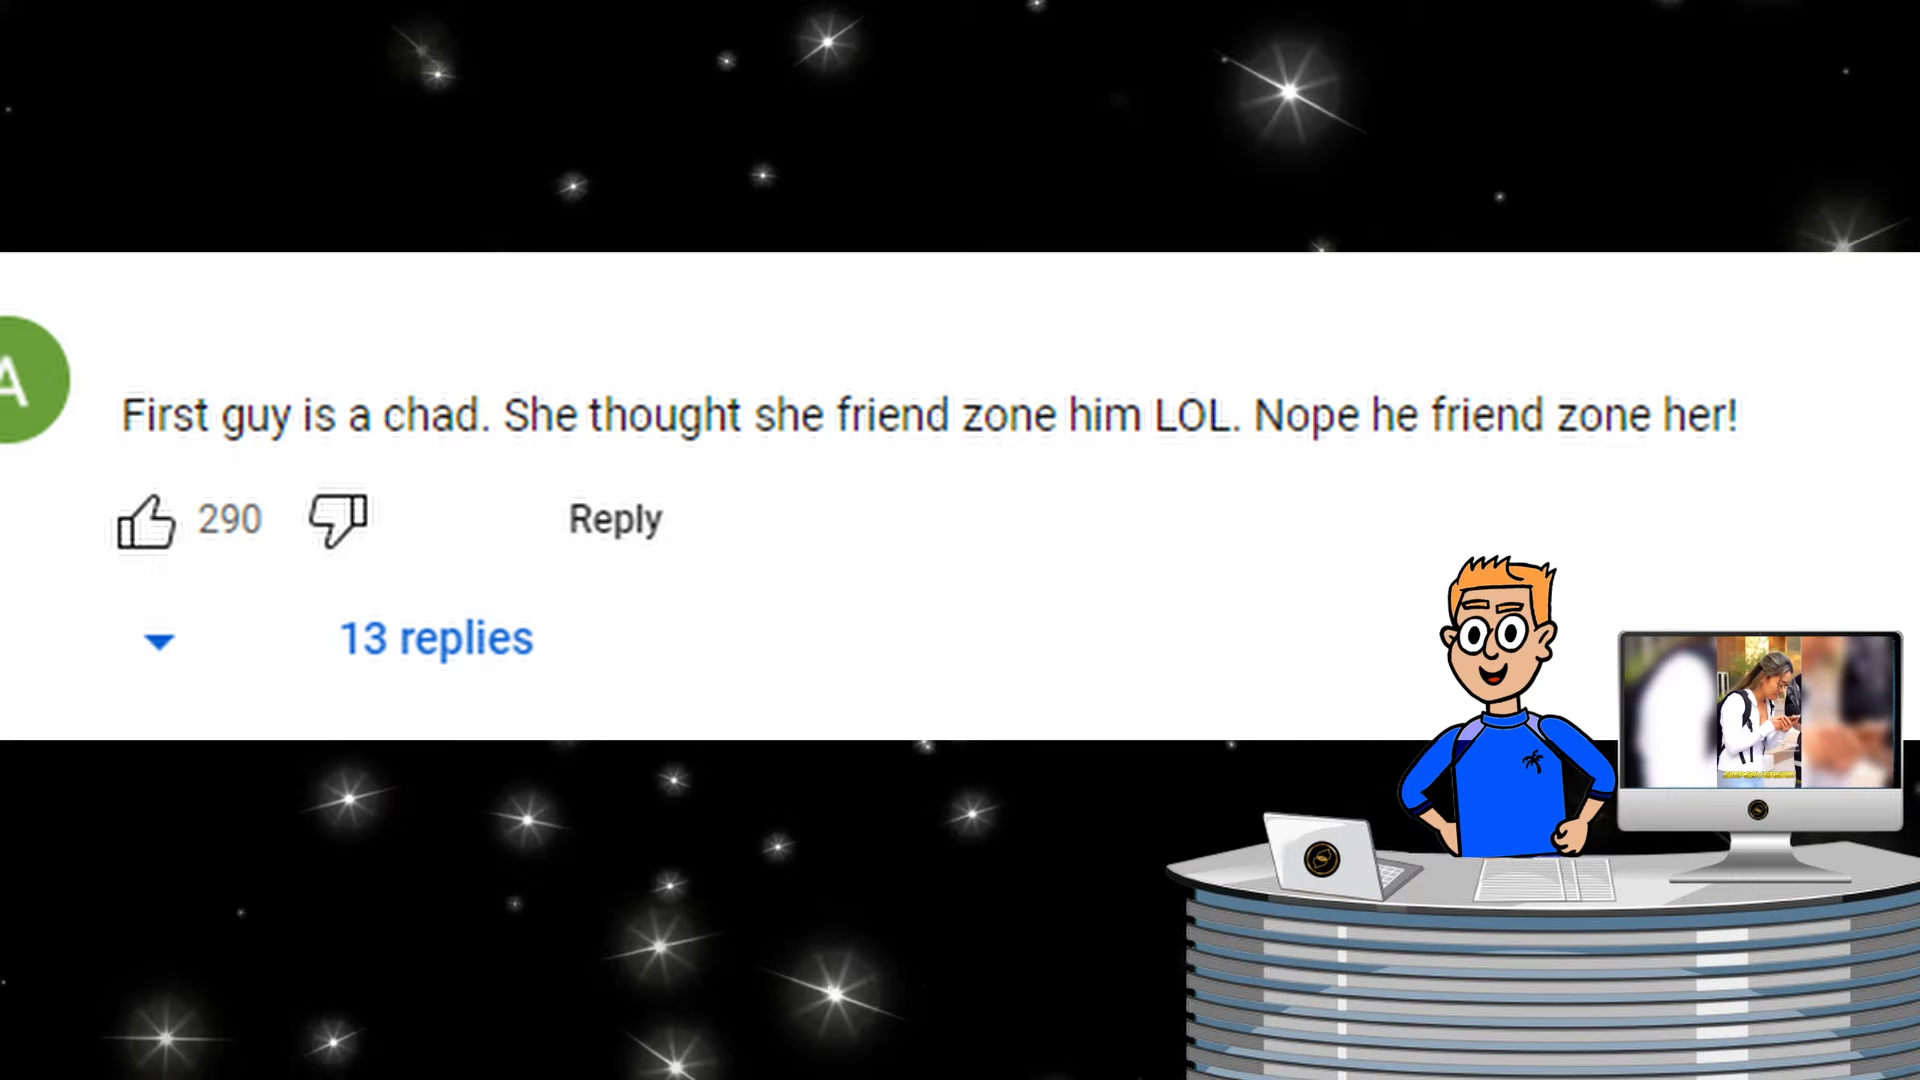 A
First guy is a chad. She thought she friend zone him LOL. Nope he friend zone her!
290
Reply
13 replies